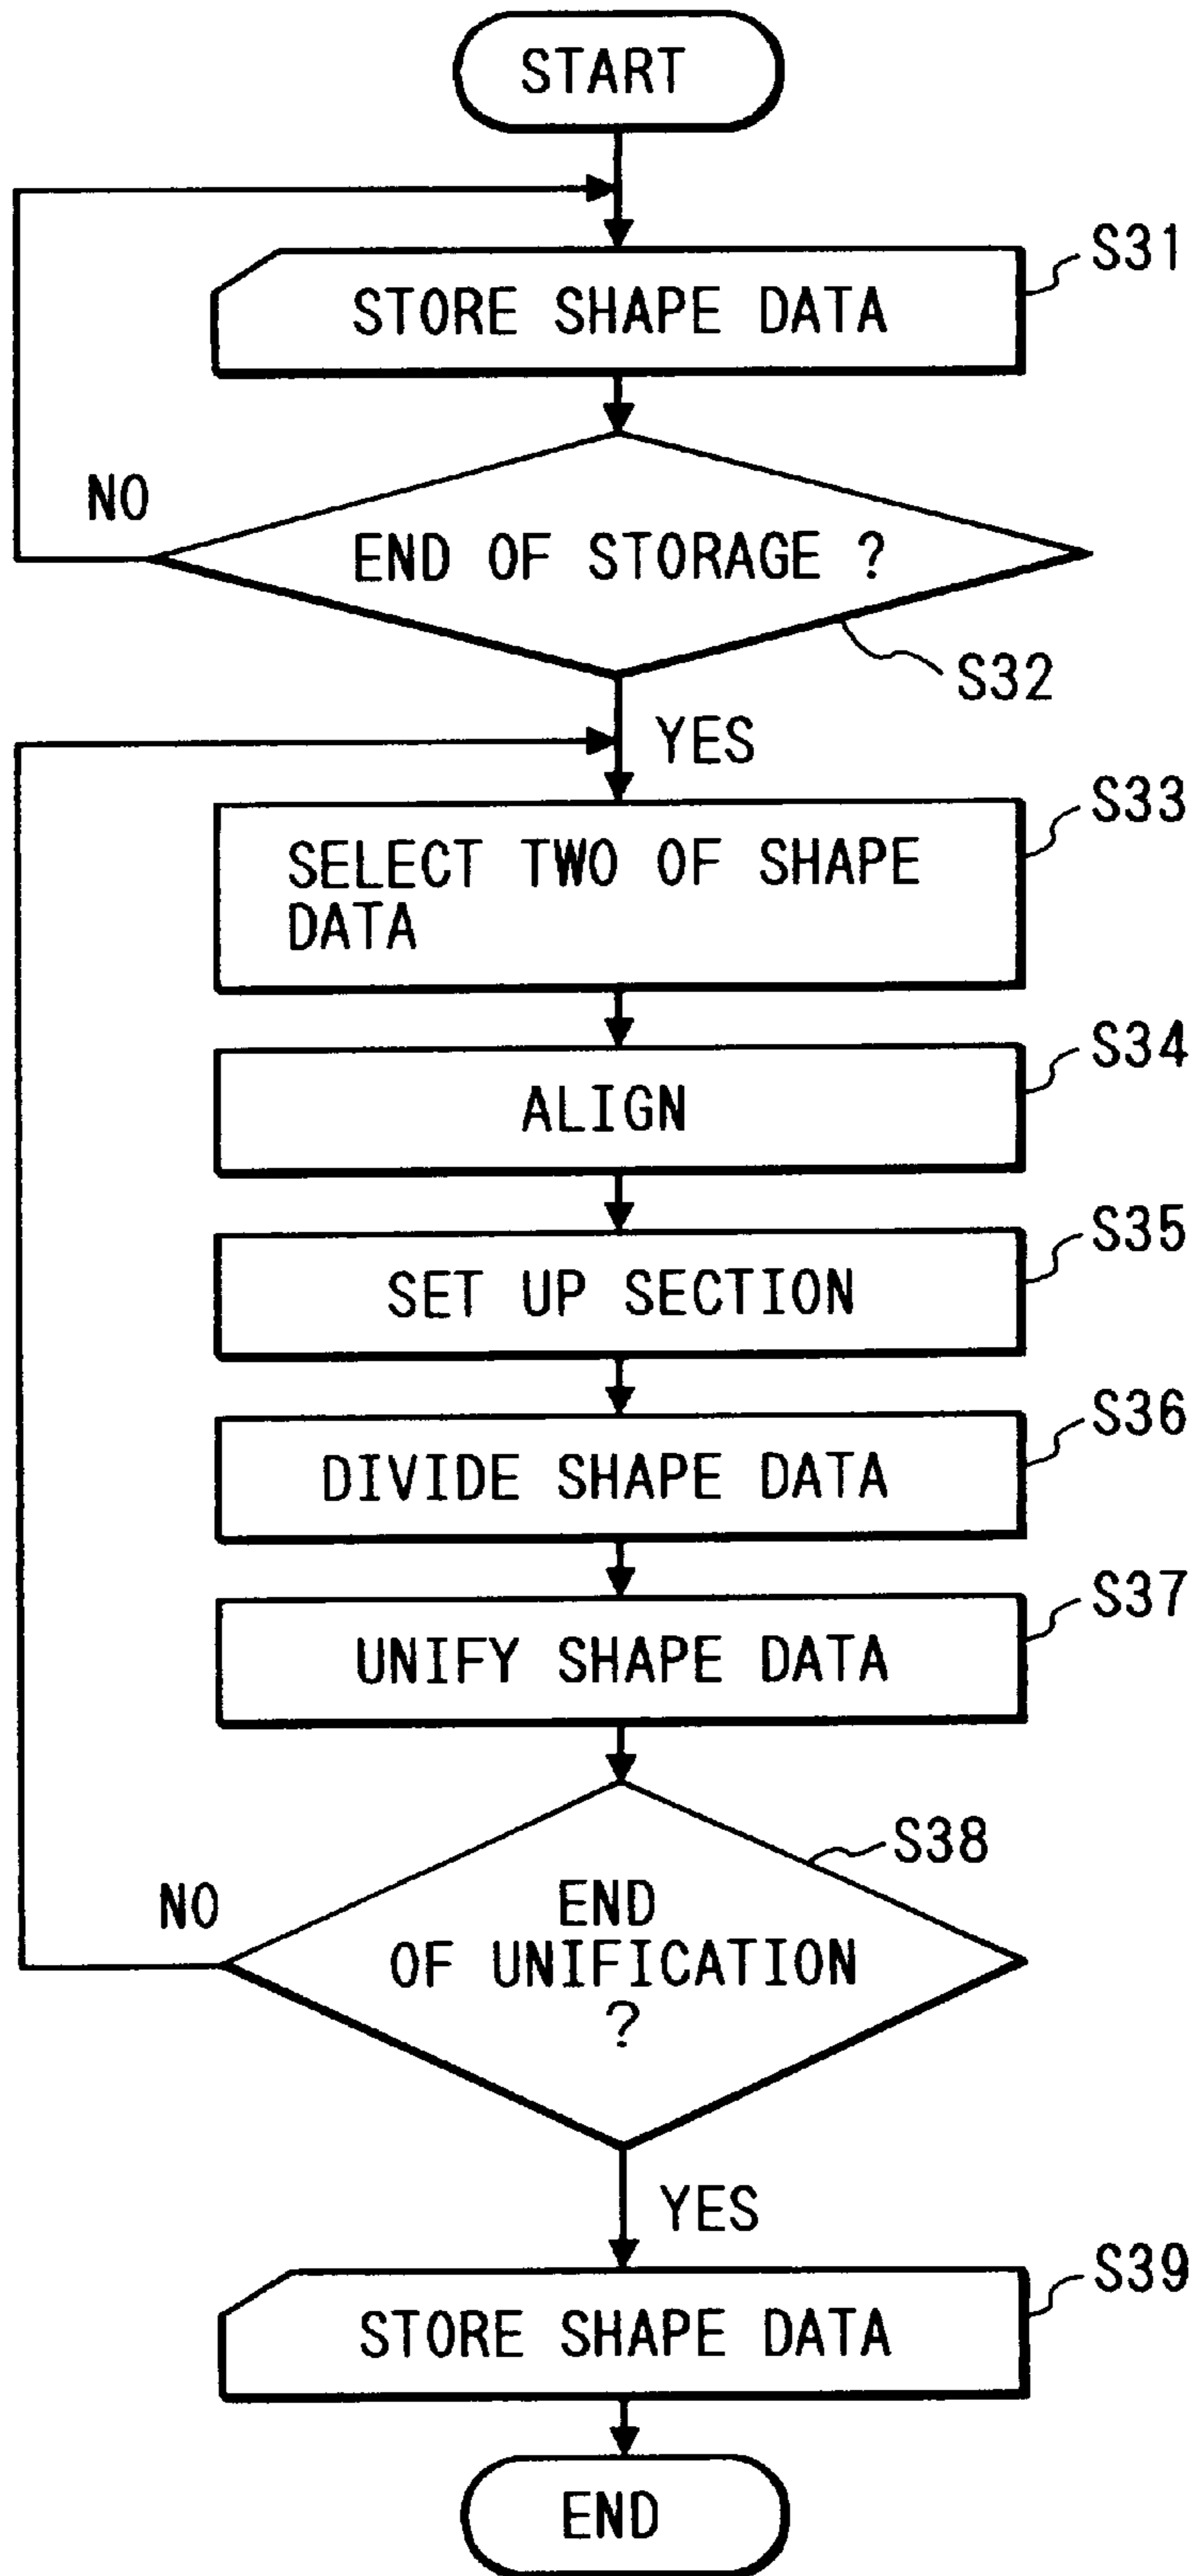 START
S31
STORE SHAPE DATA
NO
END OF STORAGE ?
S32
YES
S33
SELECT TWO OF SHAPE
DATA
S34
ALIGN
S35
SET UP SECTION
S36
DIVIDE SHAPE DATA
S37
UNIFY SHAPE DATA
S38
NO
END
OF UNIFICATION
?
YES
S39
STORE SHAPE DATA
END